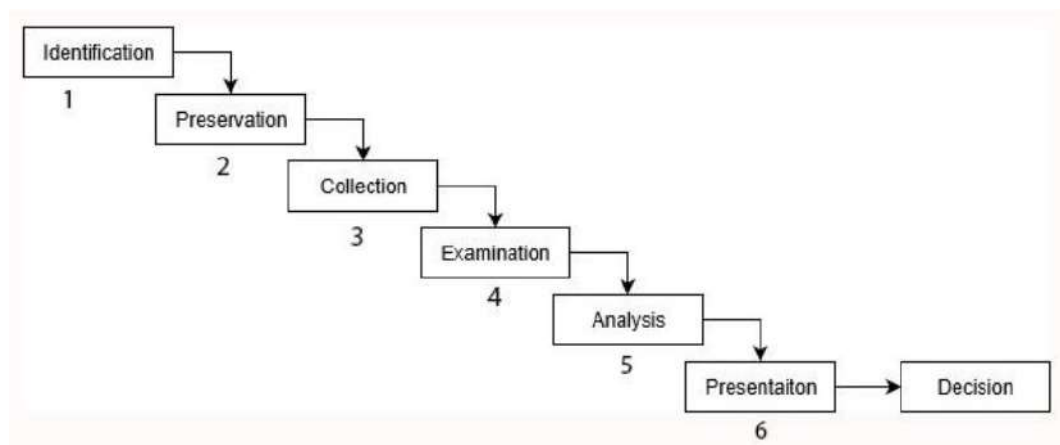 Identification
1
Preservation
2
Collection
3
Examination
4
Analysis
5
Presentaiton
6
Decision